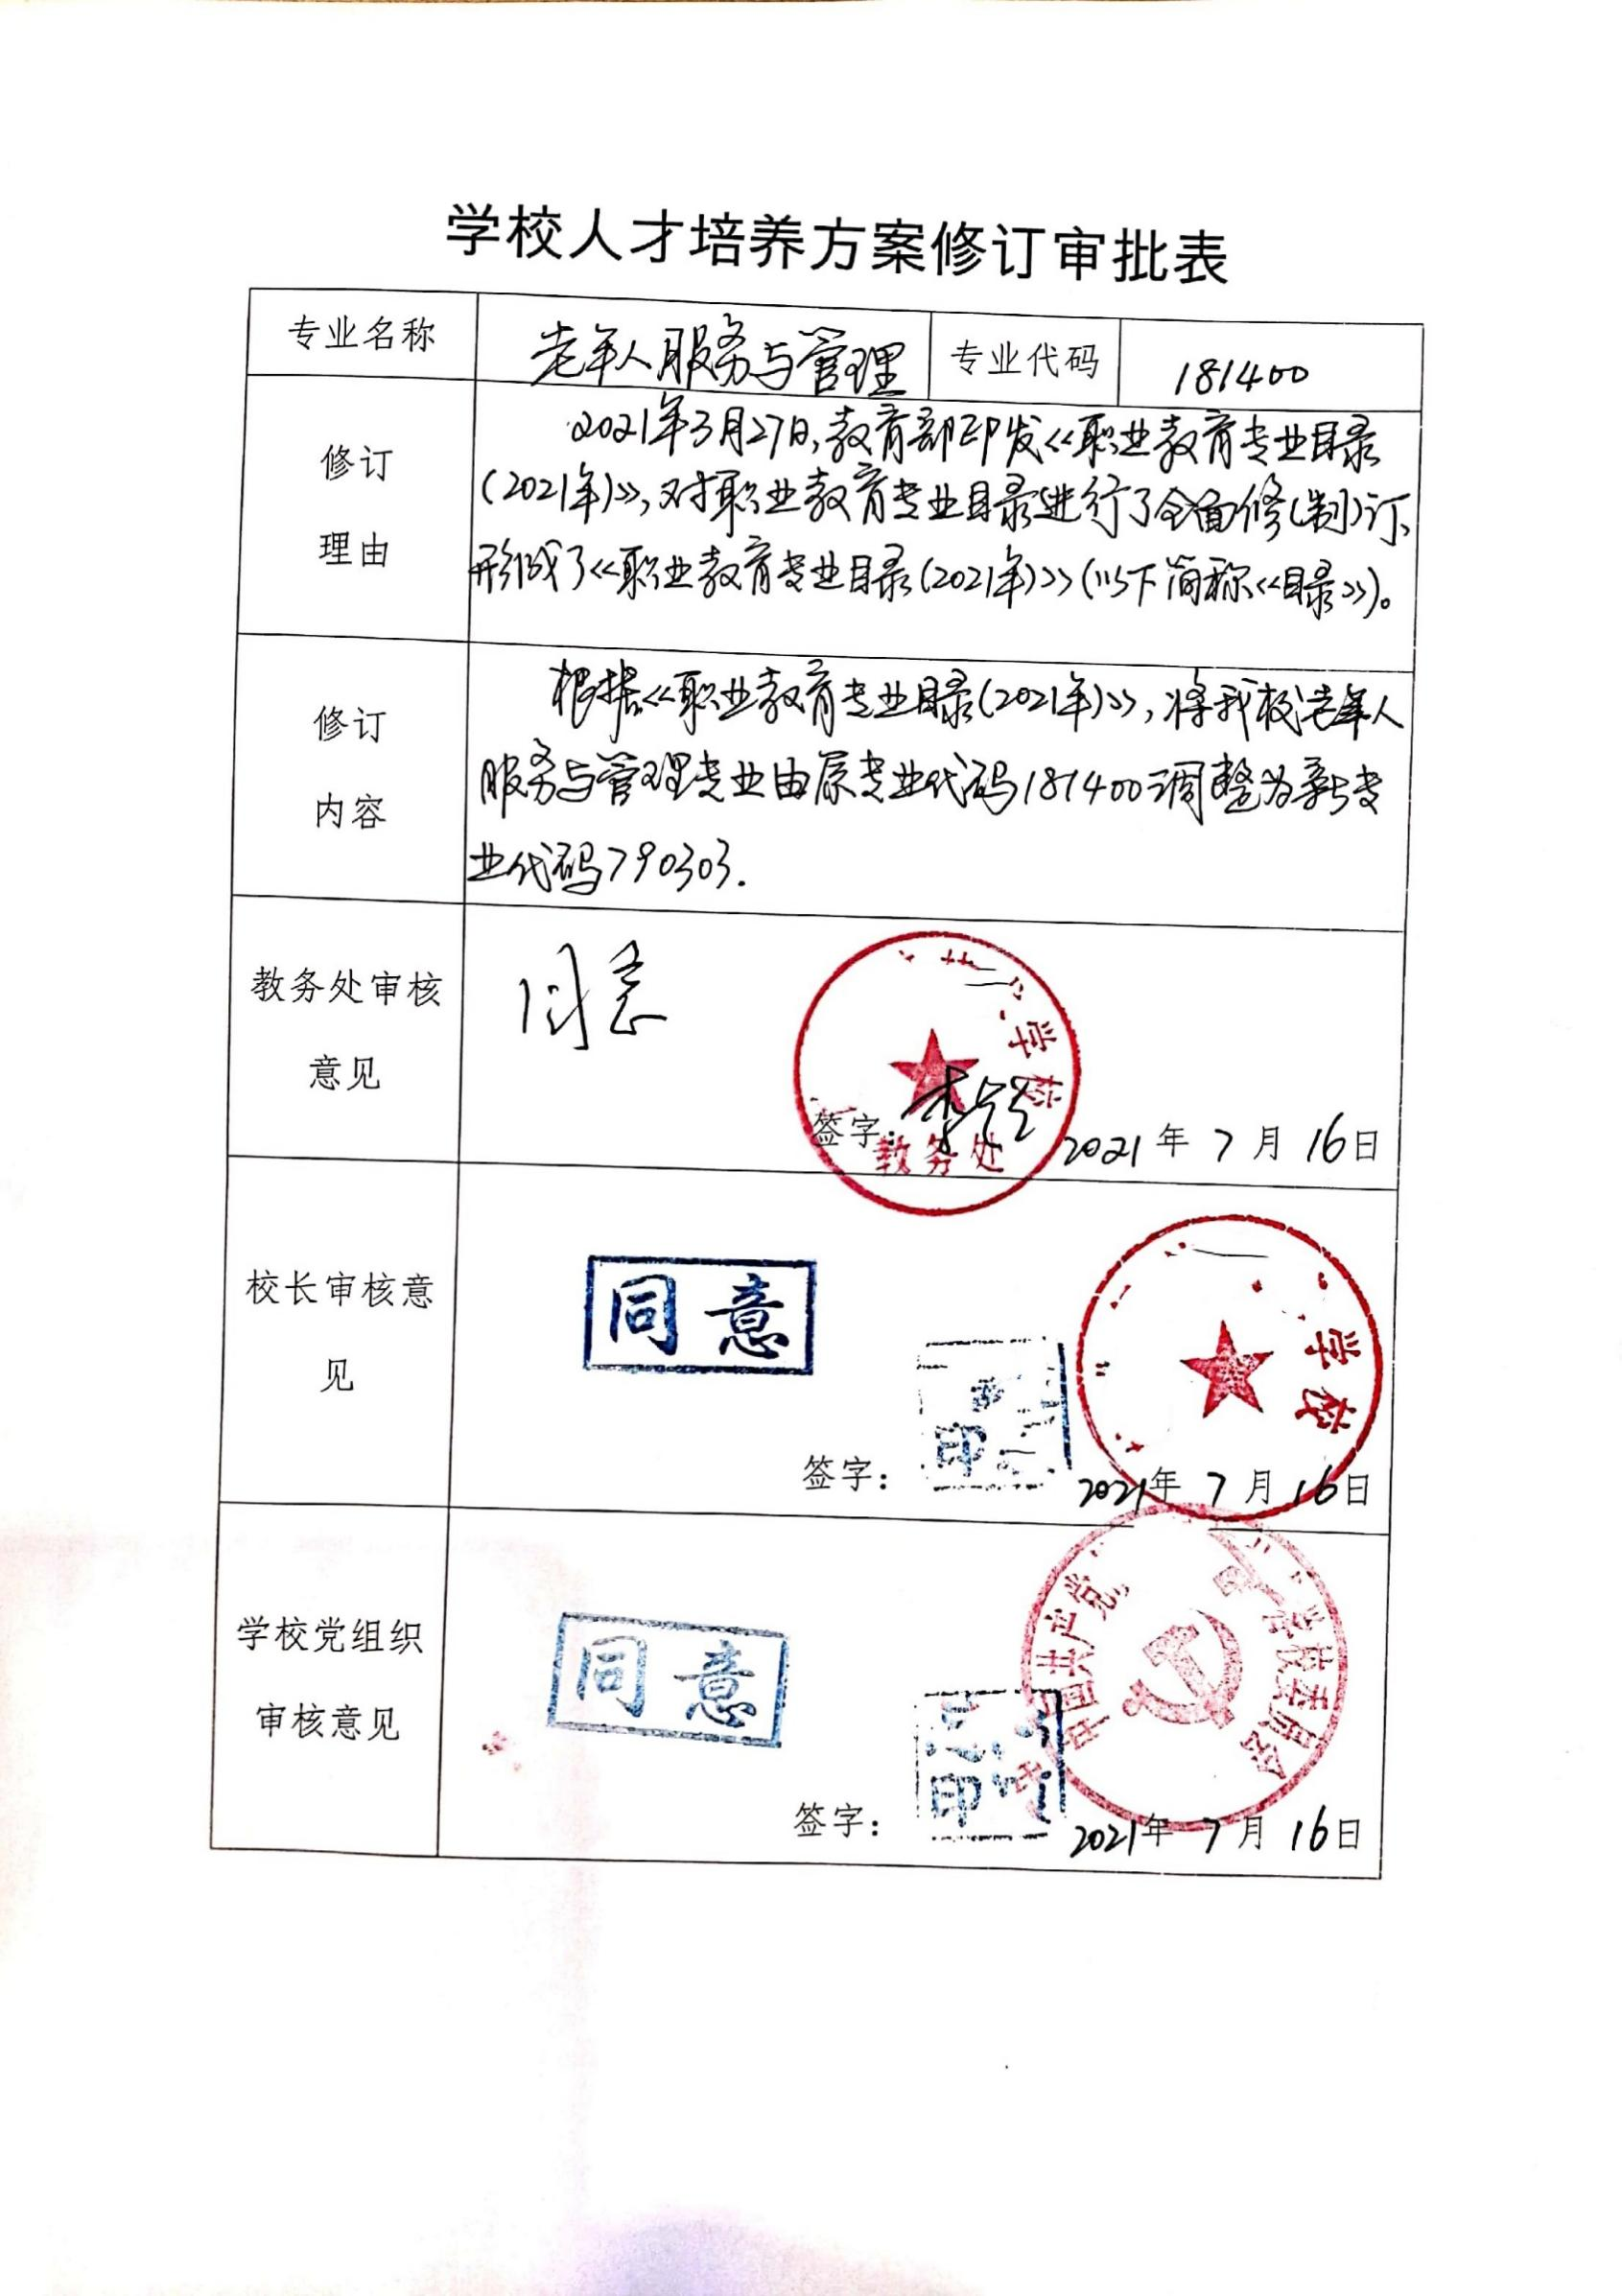 学校人才培养方案修订审批表
专业名称 老年人服务与管理 专业代码 181400
修订
理由
2021年3月27日,教育部印发《职业教育专业目录
(2021年)》,对职业教育专业目录进行了全面修(制)订,
形成了《职业教育专业目录(2021年)》(以下简称《目录》)。
修订
内容
根据《职业教育专业目录(2021年)》,将我校老年人
服务与管理专业由原专业代码181400调整为新专
业代码790303.
教务处审核
意见
同意
学校
教务处
签字: 2021年7月16日
校长审核意
见
同意
学校
印
签字: 2021年7月16日
学校党组织
审核意见
同意
中国共产党
学校委员会
印
签字: 2021年7月16日